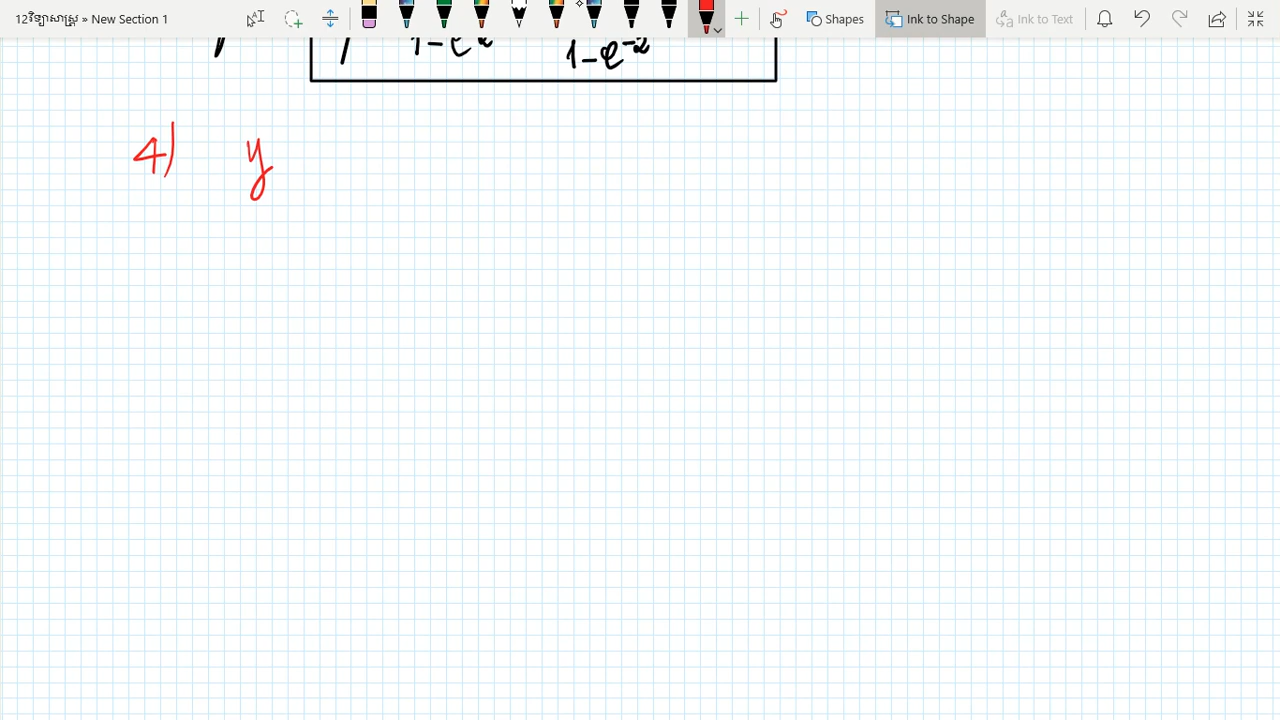 12វិទ្យាសាស្ត្រ » New Section 1 Shapes Ink to Shape Ink to Text
1-e 1-e⁻²
4) y